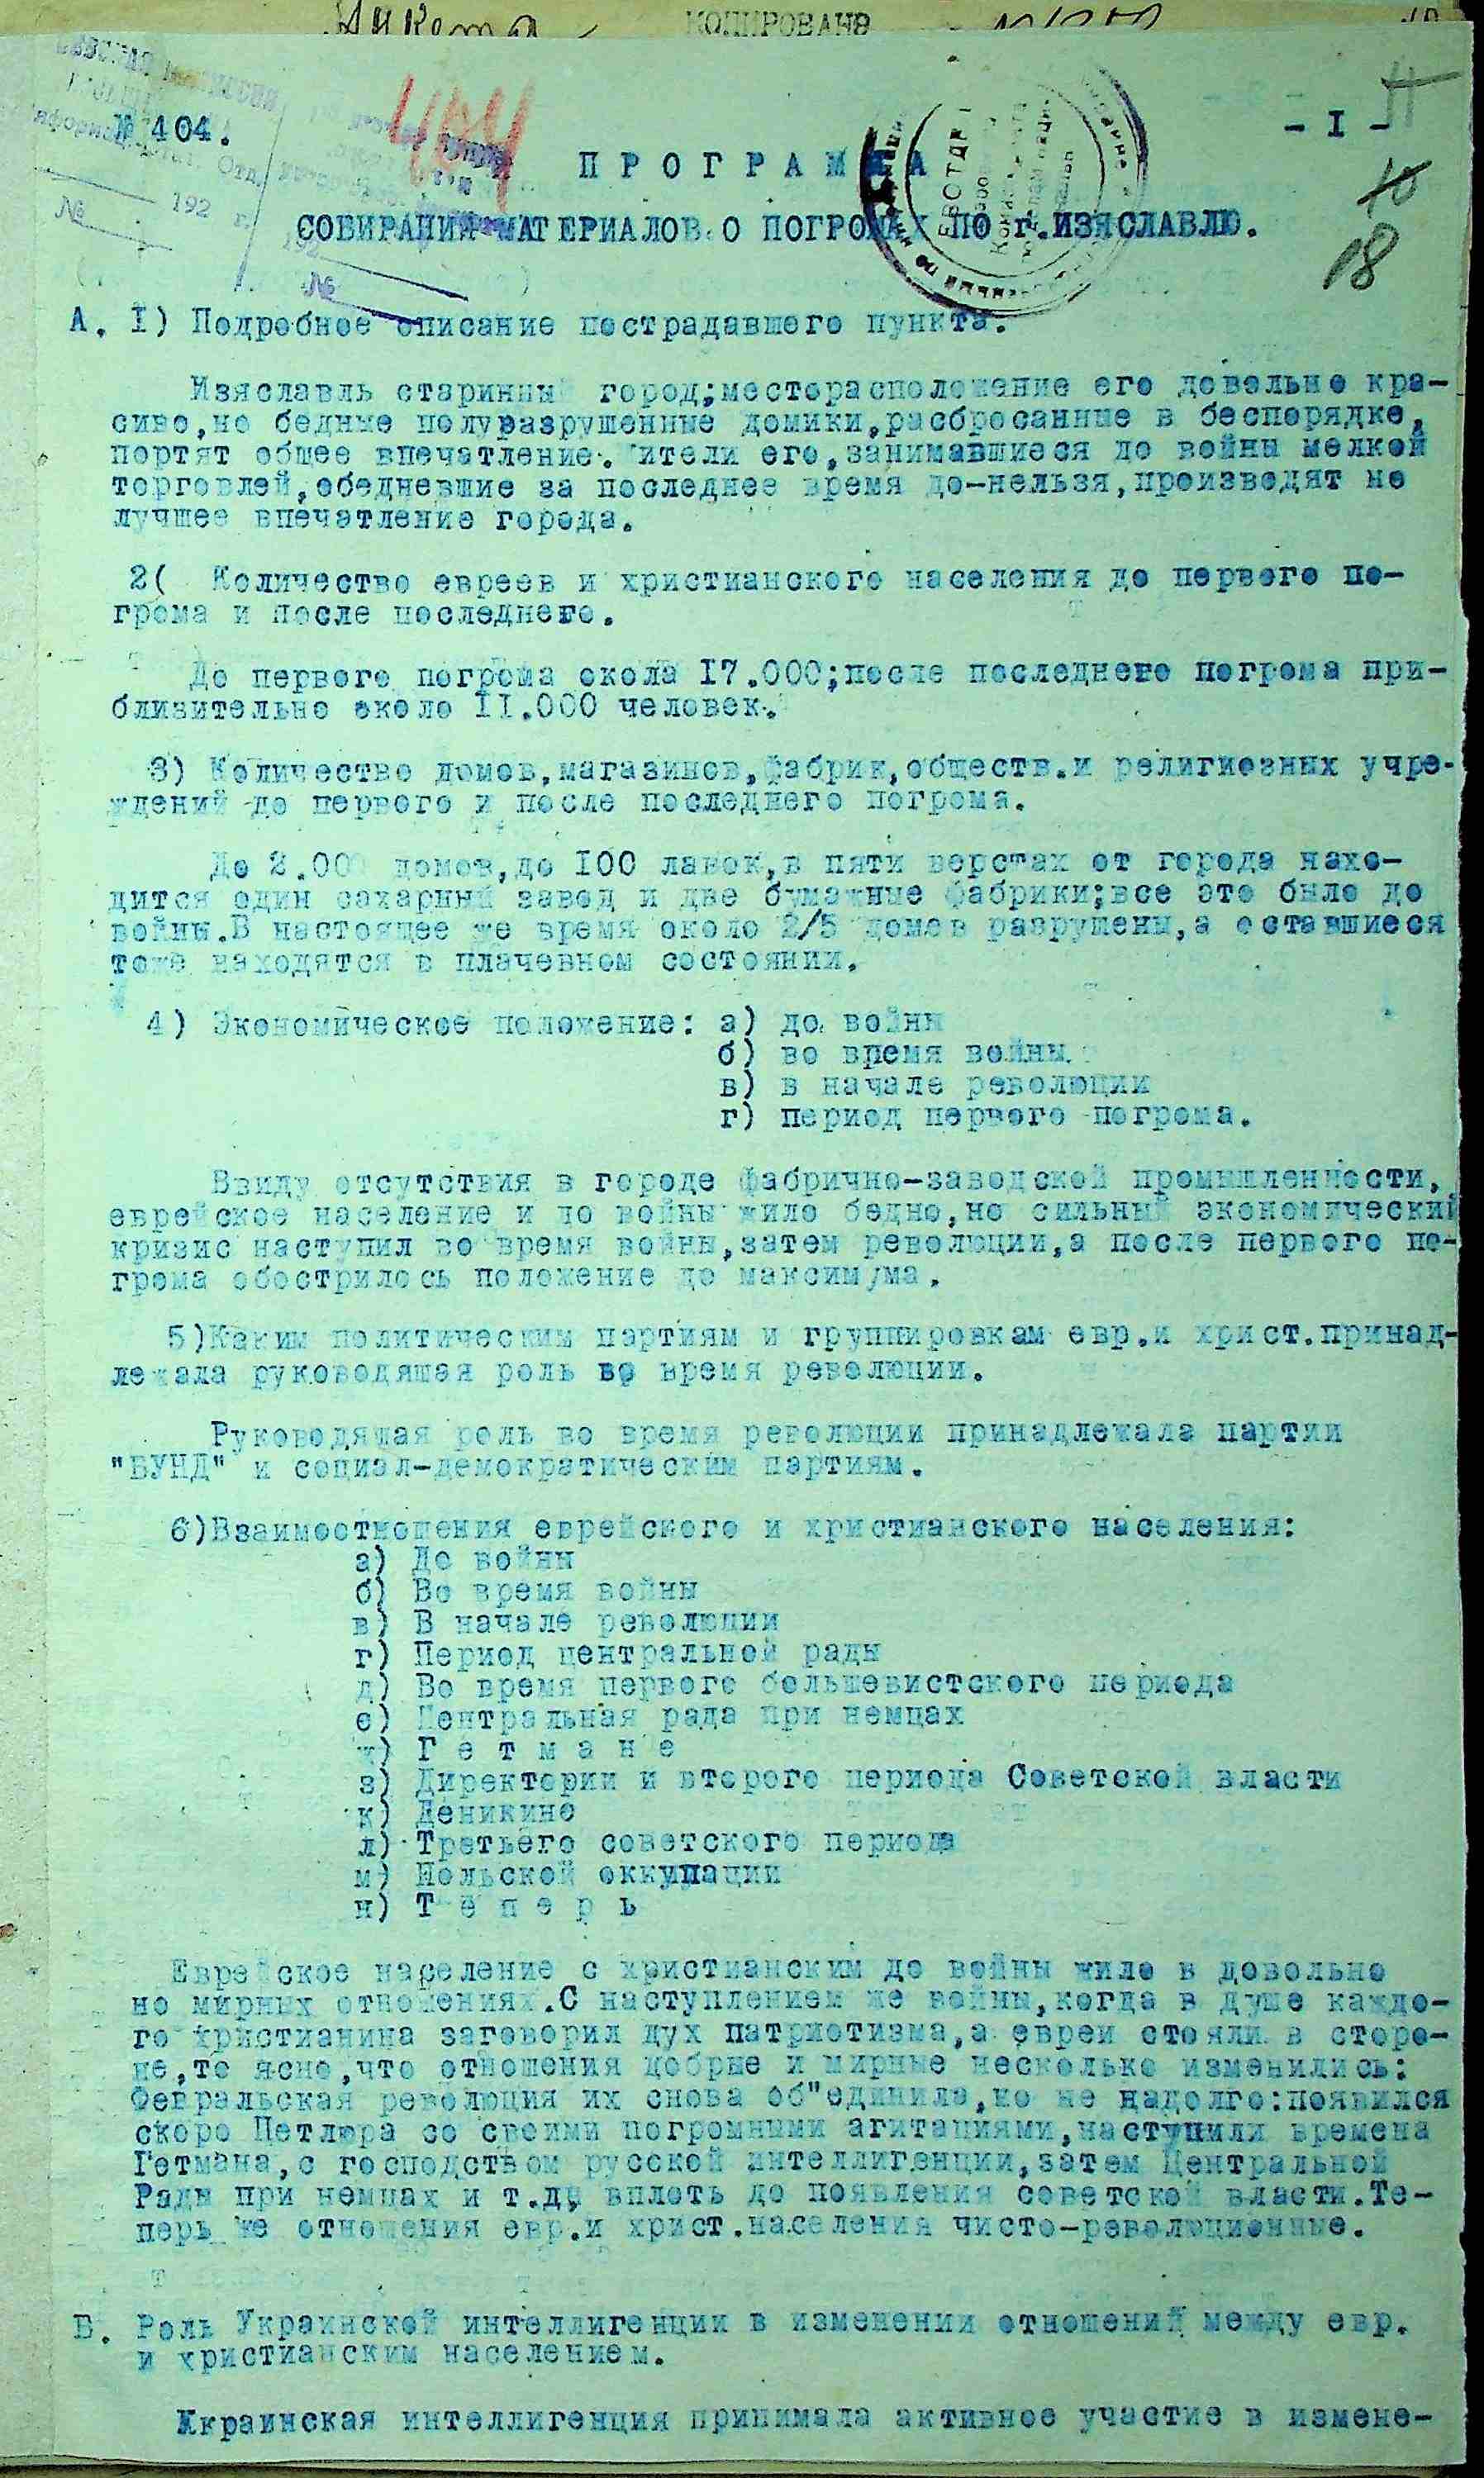 Анкета
КОПИРОВАНО
№ 404.
404
- I -
10
18
П Р О Г Р А М М А
СОБИРАНИЯ МАТЕРИАЛОВ О ПОГРОМАХ ПО г.ИЗЯСЛАВЛЮ.
Отд.
192 г.
№
№
ЕВОТДЕЛ
А. I) Подробное описание пострадавшего пункта.
Изяславль старинный город;месторасположение его довольно кра-
сиво,но бедные полуразрушенные домики,разбросанные в беспорядке,
портят общее впечатление. ители его,занимавшиеся до войны мелкой
торговлей,обедневшие за последнее время до-нельзя,производят не
лучшее впечатление города.
2( Количество евреев и христианского населения до первого по-
грома и после последнего.
До первого погрома окола I7.000;после последнего погрома при-
близительно около II.000 человек.
3) Количество домов,магазинов,фабрик,обществ.и религиозных учре-
ждений до первого и после последнего погрома.
До 2.000 домов,до I00 лавок,в пяти верстах от города нахо-
дится один сахарный завод и две бумажные фабрики;все это было до
войны.В настоящее же время около 2/5 домов разрушены,а оставшиеся
тоже находятся в плачевном состоянии.
4) Экономическое положение: а) до войны
б) во время войны.
в) в начале революции
г) период первого погрома.
Ввиду отсутствия в городе фабрично-заводской промышленности,
еврейское население и до войны жило бедно,но сильный экономический
кризис наступил во время войны,затем революции,а после первого по-
грома обострилось положение до максимума.
5)Каким политическим партиям и группировкам евр.и христ.принад-
лежала руководящая роль во время революции.
Руководящая роль во время революции принадлежала партии
"БУНД" и социал-демократическим партиям.
6)Взаимоотношения еврейского и христианского населения:
а) До войны
б) Во время войны
в) В начале революции
г) Период центральной рады
д) Во время первого большевистского периода
е) Центральная рада при немцах
ж) Г е т м а н е
з) Директории и второго периода Советской власти
к) Деникине
л) Третьего советского периода
м) Польской оккупации
н) Т е п е р ь
Еврейское население с христианским до войны жило в довольно
но мирных отношениях.С наступлением же войны,когда в душе каждо-
го христианина заговорил дух патриотизма,а евреи стояли в сторо-
не,то ясно,что отношения добрые и мирные несколько изменились:
Февральская революция их снова об"единила,но не надолго:появился
скоро Петлюра со своими погромными агитациями,наступили времена
Гетмана,с господством русской интеллигенции,затем Центральной
Рады при немцах и т.д, вплоть до появления советской власти.Те-
перь же отношения евр.и христ.населения чисто-революционные.
Б. Роль Украинской интеллигенции в изменении отношений между евр.
и христианским населением.
Украинская интеллигенция принимала активное участие в измене-